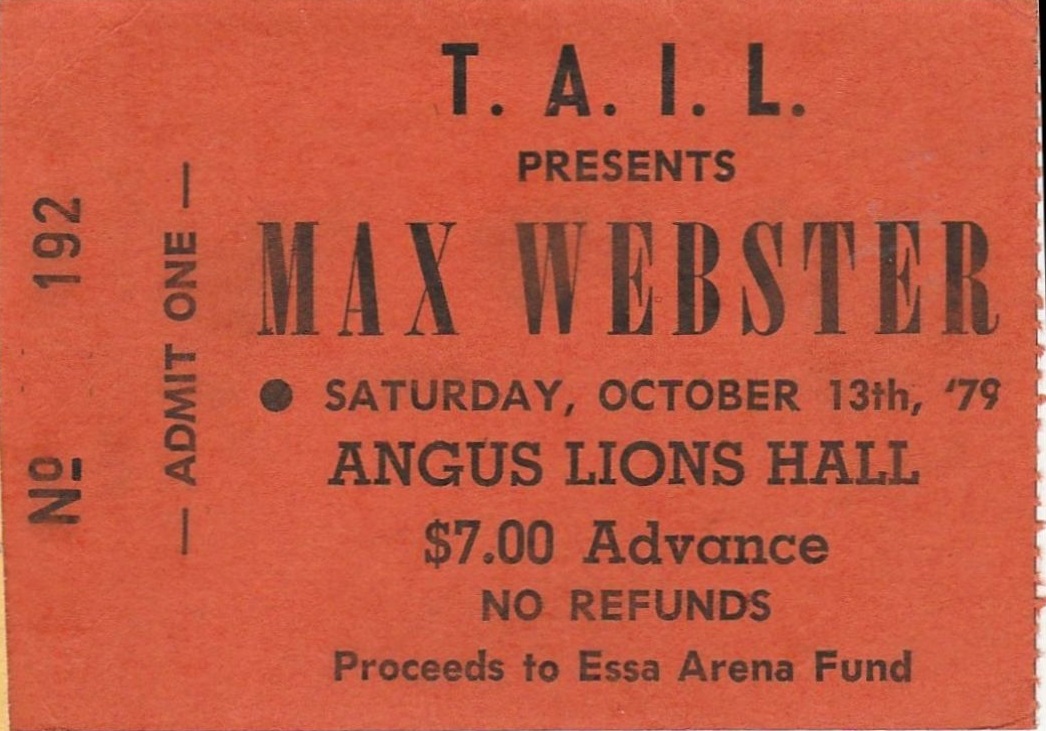 T. A. I. L.
PRESENTS
MAX WEBSTER
● SATURDAY, OCTOBER 13th, '79
ANGUS LIONS HALL
$7.00 Advance
NO REFUNDS
Proceeds to Essa Arena Fund
— ADMIT ONE —
Nº 192